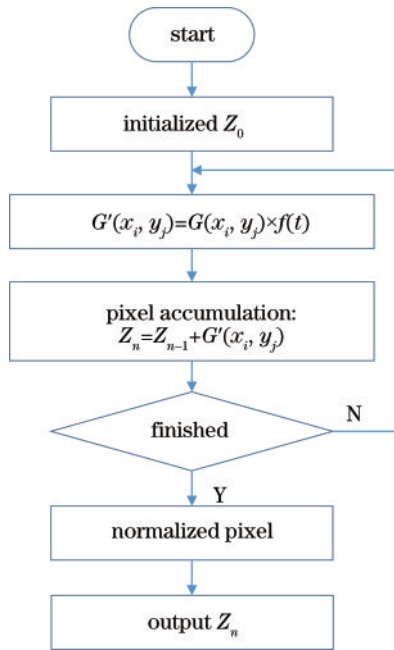 start
initialized Z₀
G′(xᵢ, yⱼ)=G(xᵢ, yⱼ)×f(t)
pixel accumulation:
Zₙ=Zₙ₋₁+G′(xᵢ, yⱼ)
finished
N
Y
normalized pixel
output Zₙ